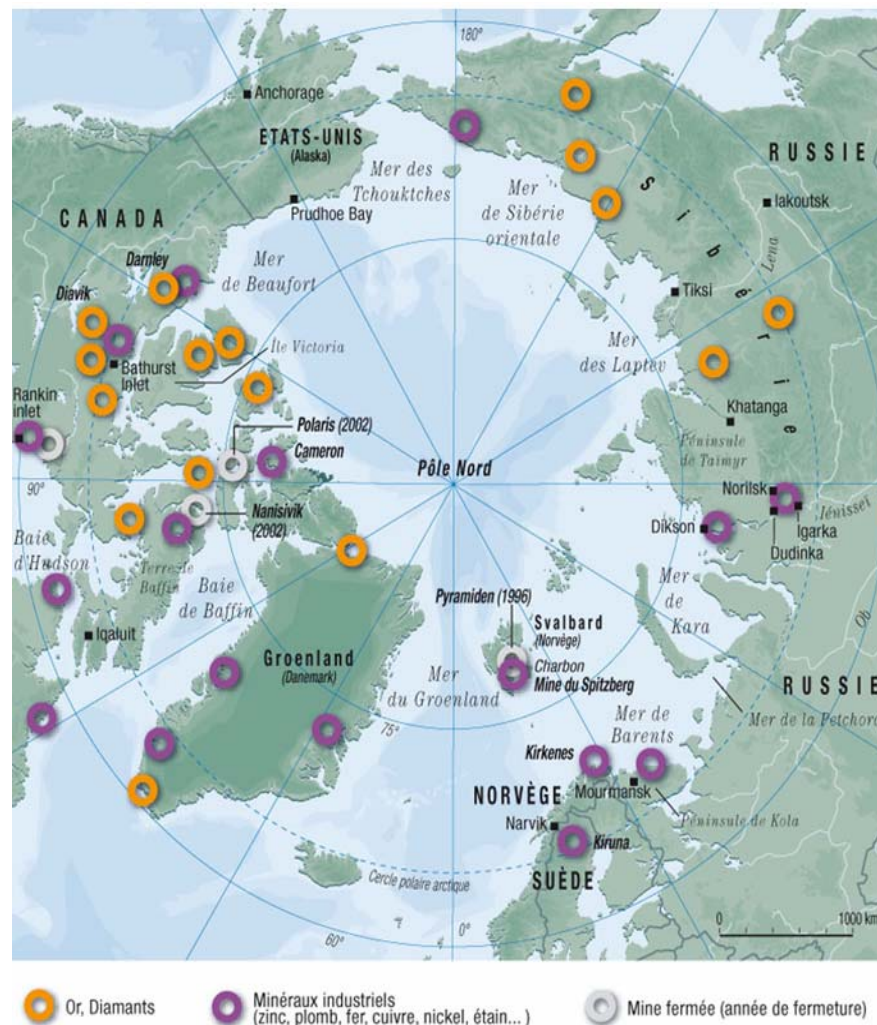 180°
Anchorage
ETATS-UNIS
(Alaska)
Mer des
Tchouktches
Prudhoe Bay
CANADA
Mer
de Sibérie
orientale
RUSSIE
Sibérie
Iakoutsk
Lena
Tiksi
Darnley
Mer
de Beaufort
Diavik
Île Victoria
Bathurst
Inlet
Mer
des Laptev
Rankin
inlet
Polaris (2002)
Cameron
Khatanga
Péninsule
de Taïmyr
Pôle Nord
90°
Norilsk
Iénisseï
Igarka
Dikson
Dudinka
Nanisivik
(2002)
Baie
d'Hudson
Terre de
Baffin
Baie
de Baffin
Iqaluit
Mer
de
Kara
Ob
Pyramiden (1996)
Svalbard
(Norvège)
Charbon
Mine du Spitzberg
Groenland
(Danemark)
Mer
du Groenland
75°
RUSSIE
Mer de la Petchora
Mer de
Barents
Kirkenes
Mourmansk
NORVÈGE
Péninsule de Kola
Narvik
Kiruna
SUÈDE
Cercle polaire arctique
60°
0°
0 1000 km
Or, Diamants
Minéraux industriels
(zinc, plomb, fer, cuivre, nickel, étain... )
Mine fermée (année de fermeture)